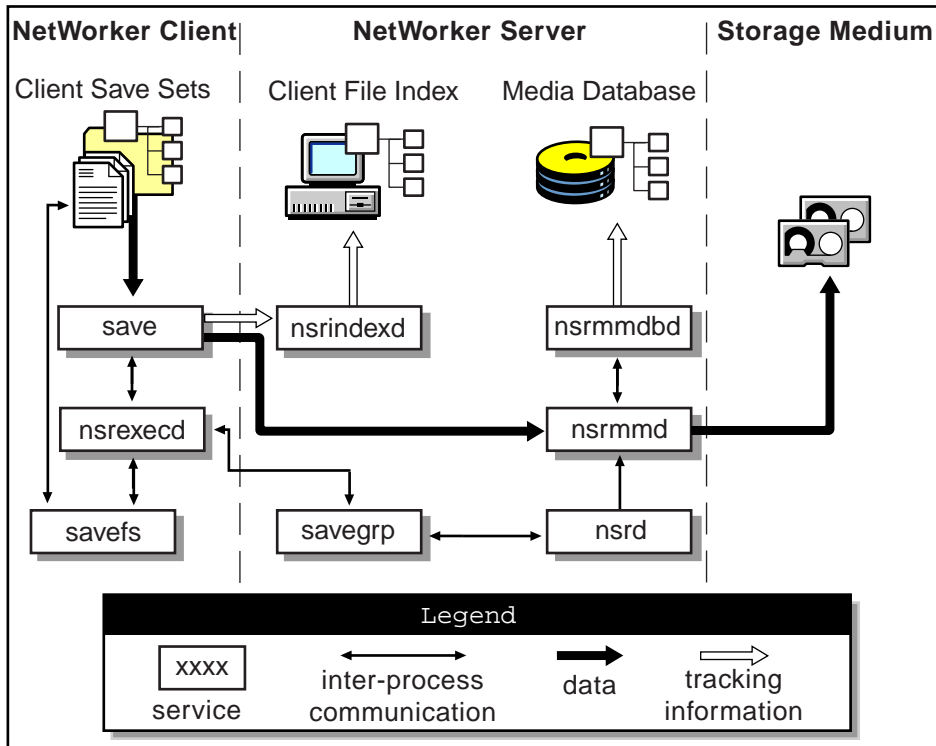 NetWorker Client
NetWorker Server
Storage Medium
Client Save Sets
Client File Index
Media Database
save
nsrindexd
nsrmmdbd
nsrexecd
nsrmmd
savefs
savegrp
nsrd
Legend
xxxx
service
inter-process
communication
data
tracking
information